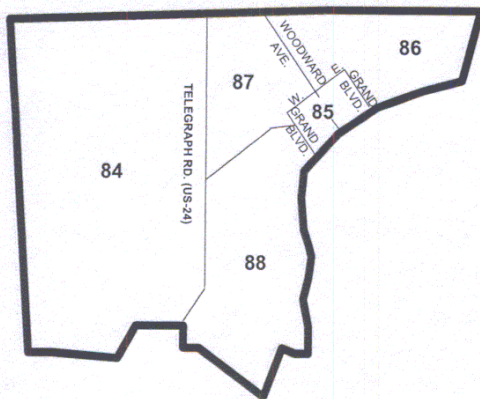 86
WOODWARD
AVE.
87
E. GRAND
BLVD.
TELEGRAPH RD. (US-24)
W. GRAND
BLVD.
85
84
88